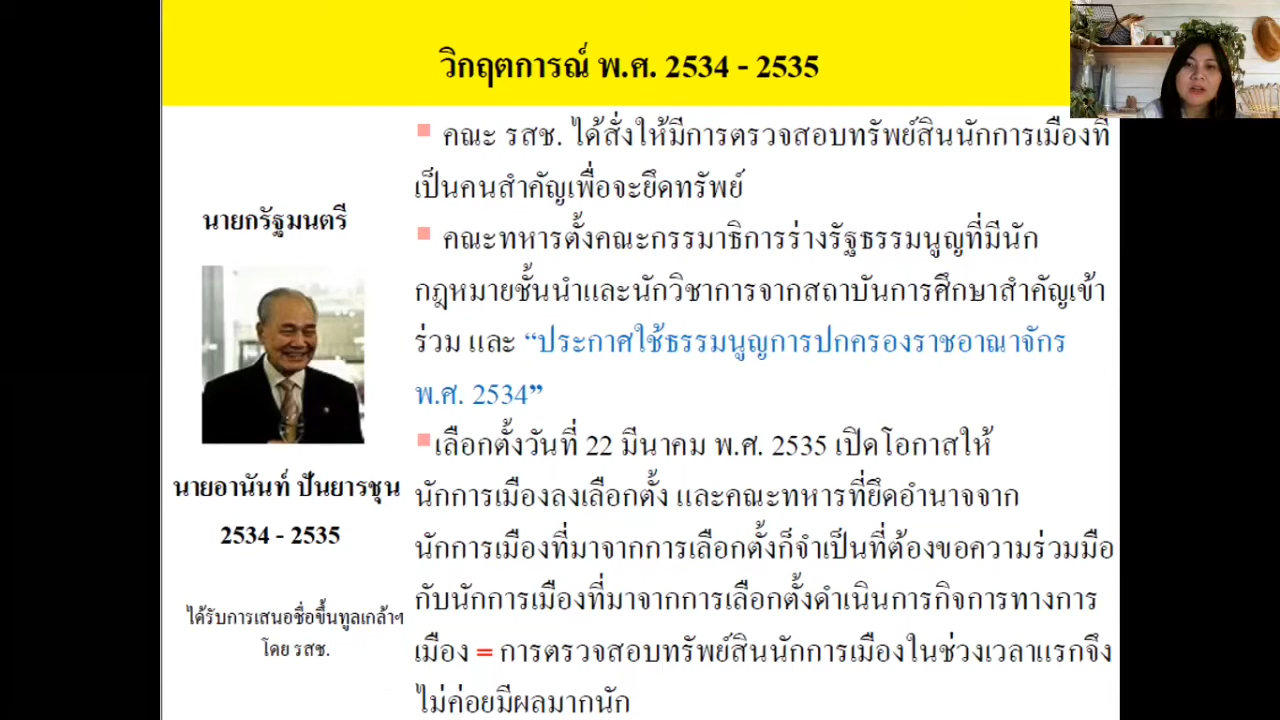 วิกฤตการณ์ พ.ศ. 2534 - 2535
นายกรัฐมนตรี
นายอานันท์ ปันยารชุน
2534 - 2535
ได้รับการเสนอชื่อขึ้นทูลเกล้าฯ
โดย รสช.
คณะ รสช. ได้สั่งให้มีการตรวจสอบทรัพย์สินนักการเมืองที่
เป็นคนสำคัญเพื่อจะยึดทรัพย์
คณะทหารตั้งคณะกรรมาธิการร่างรัฐธรรมนูญที่มีนัก
กฎหมายชั้นนำและนักวิชาการจากสถาบันการศึกษาสำคัญเข้า
ร่วม และ “ประกาศใช้ธรรมนูญการปกครองราชอาณาจักร
พ.ศ. 2534”
เลือกตั้งวันที่ 22 มีนาคม พ.ศ. 2535 เปิดโอกาสให้
นักการเมืองลงเลือกตั้ง และคณะทหารที่ยึดอำนาจจาก
นักการเมืองที่มาจากการเลือกตั้งก็จำเป็นที่ต้องขอความร่วมมือ
กับนักการเมืองที่มาจากการเลือกตั้งดำเนินการกิจการทางการ
เมือง = การตรวจสอบทรัพย์สินนักการเมืองในช่วงเวลาแรกจึง
ไม่ค่อยมีผลมากนัก